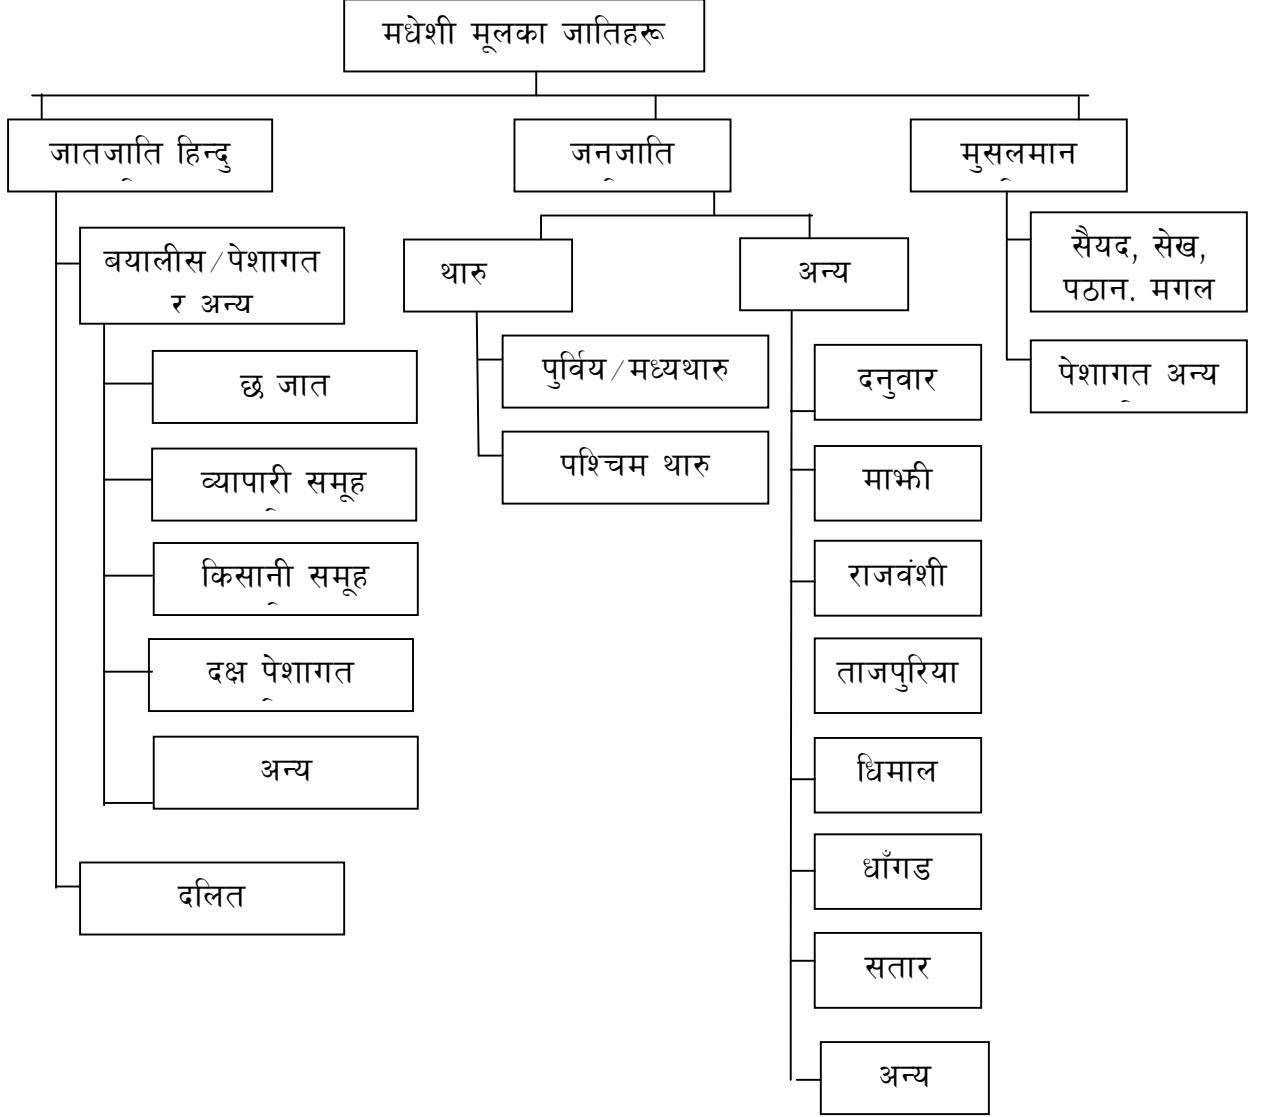 मधेशी मूलका जातिहरू
जातजाति हिन्दु
जनजाति
मुसलमान
बयालीस/पेशागत
र अन्य
छ जात
व्यापारी समूह
किसानी समूह
दक्ष पेशागत
अन्य
दलित
थारु
पुर्विय/मध्यथारु
पश्चिम थारु
अन्य
दनुवार
माझी
राजवंशी
ताजपुरिया
धिमाल
धाँगड
सतार
अन्य
सैयद, सेख,
पठान. मगल
पेशागत अन्य